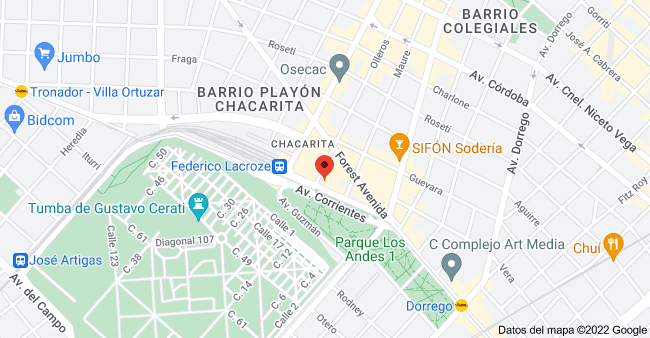 BARRIO
COLEGIALES
Av. Dorrego
Gorriti
José A. Cabrera
Roseti
Olleros
Maure
Jumbo
Fraga
Osecac
Av. Córdoba
Av. Cnel. Niceto Vega
Tronador - Villa Ortuzar
BARRIO PLAYÓN
CHACARITA
Charlone
Bidcom
Roseti
Av. Dorrego
Heredia
Iturri
CHACARITA
SIFÓN Sodería
Federico Lacroze
Forest Avenida
Guevara
Fitz Roy
C. 50
C. 46
Tumba de Gustavo Cerati
C. 30
C. 26
Av. Corrientes
Aguirre
Av. Guzmán
Calle 1
Calle 123
C. 61
C. 38
Diagonal 107
Calle 17
C. 12
C. 49
C. 14
C. 6
C. 4
C. 2
C. 61
Parque Los
Andes 1
C Complejo Art Media
Chuí
José Artigas
Vera
Av. del Campo
Rodney
Otero
Dorrego
Datos del mapa ©2022 Google